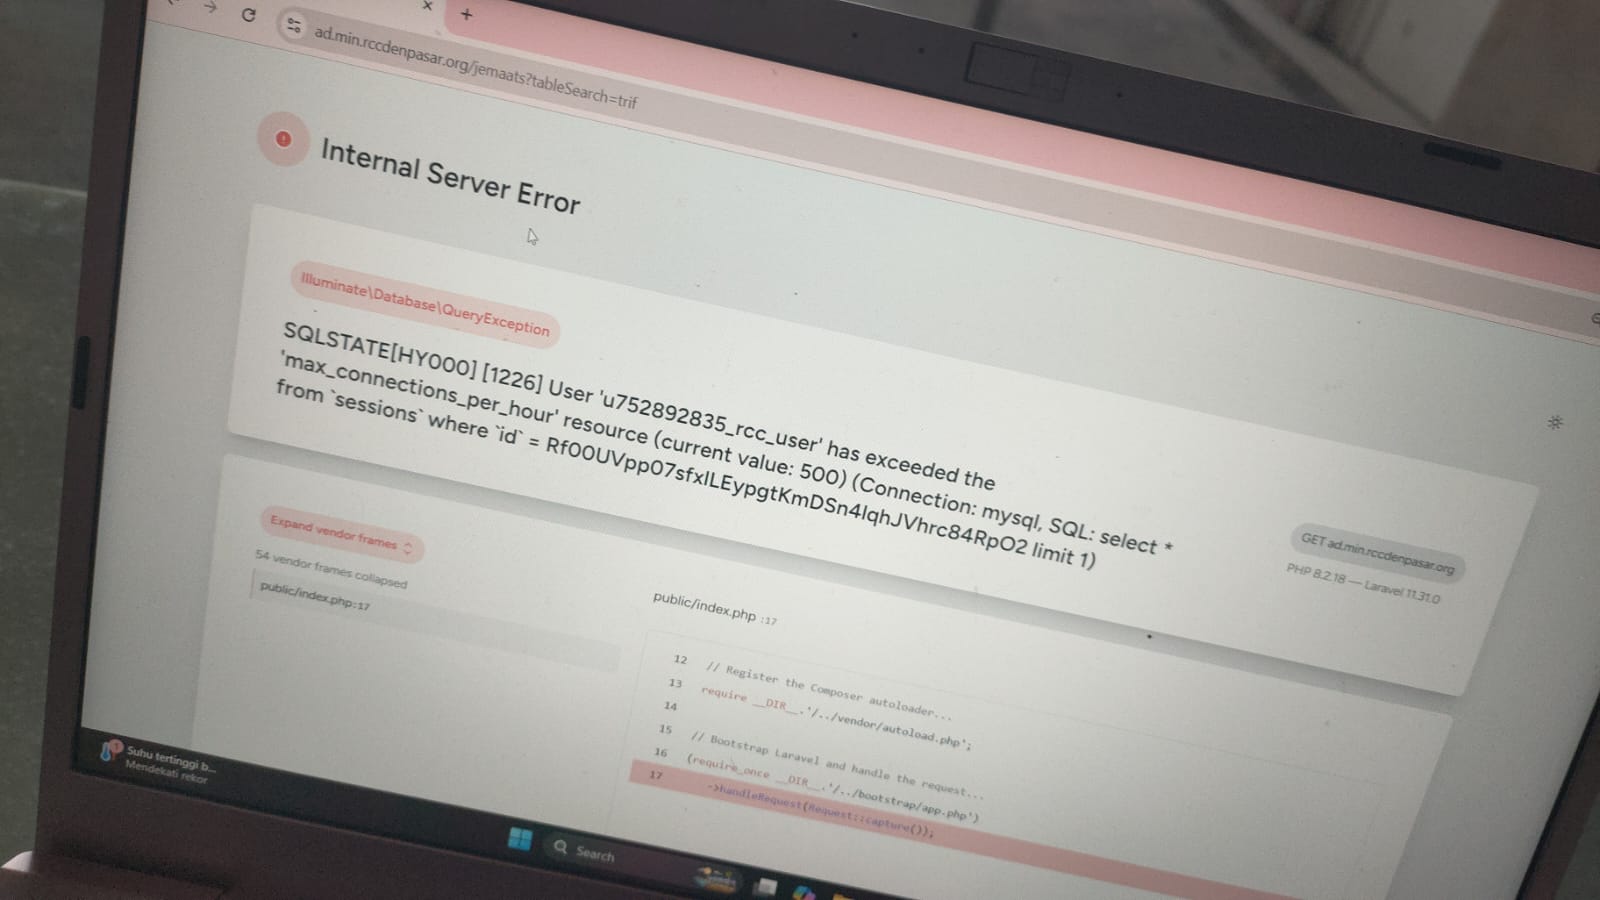 ad.min.rccdenpasar.org/jemaats?tableSearch=trif
Internal Server Error
Illuminate\Database\QueryException
SQLSTATE[HY000] [1226] User 'u752892835_rcc_user' has exceeded the
'max_connections_per_hour' resource (current value: 500) (Connection: mysql, SQL: select *
from `sessions` where `id` = Rf00UVpp07sfxlLEypgtKmDSn4lqhJVhrc84RpO2 limit 1)
GET ad.min.rccdenpasar.org
PHP 8.2.18 — Laravel 11.31.0
Expand vendor frames
54 vendor frames collapsed
public/index.php:17
public/index.php :17
12 // Register the Composer autoloader...
13 require __DIR__.'/../vendor/autoload.php';
14
15 // Bootstrap Laravel and handle the request...
16 (require_once __DIR__.'/../bootstrap/app.php')
17 ->handleRequest(Request::capture());
1
Suhu tertinggi b...
Mendekati rekor
Search